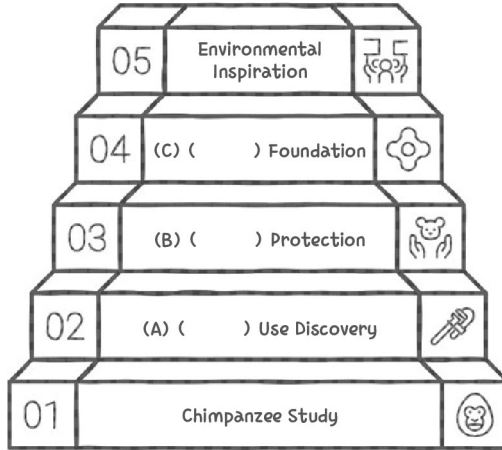 05
Environmental
Inspiration
04
(C) (          ) Foundation
03
(B) (          ) Protection
02
(A) (          ) Use Discovery
01
Chimpanzee Study